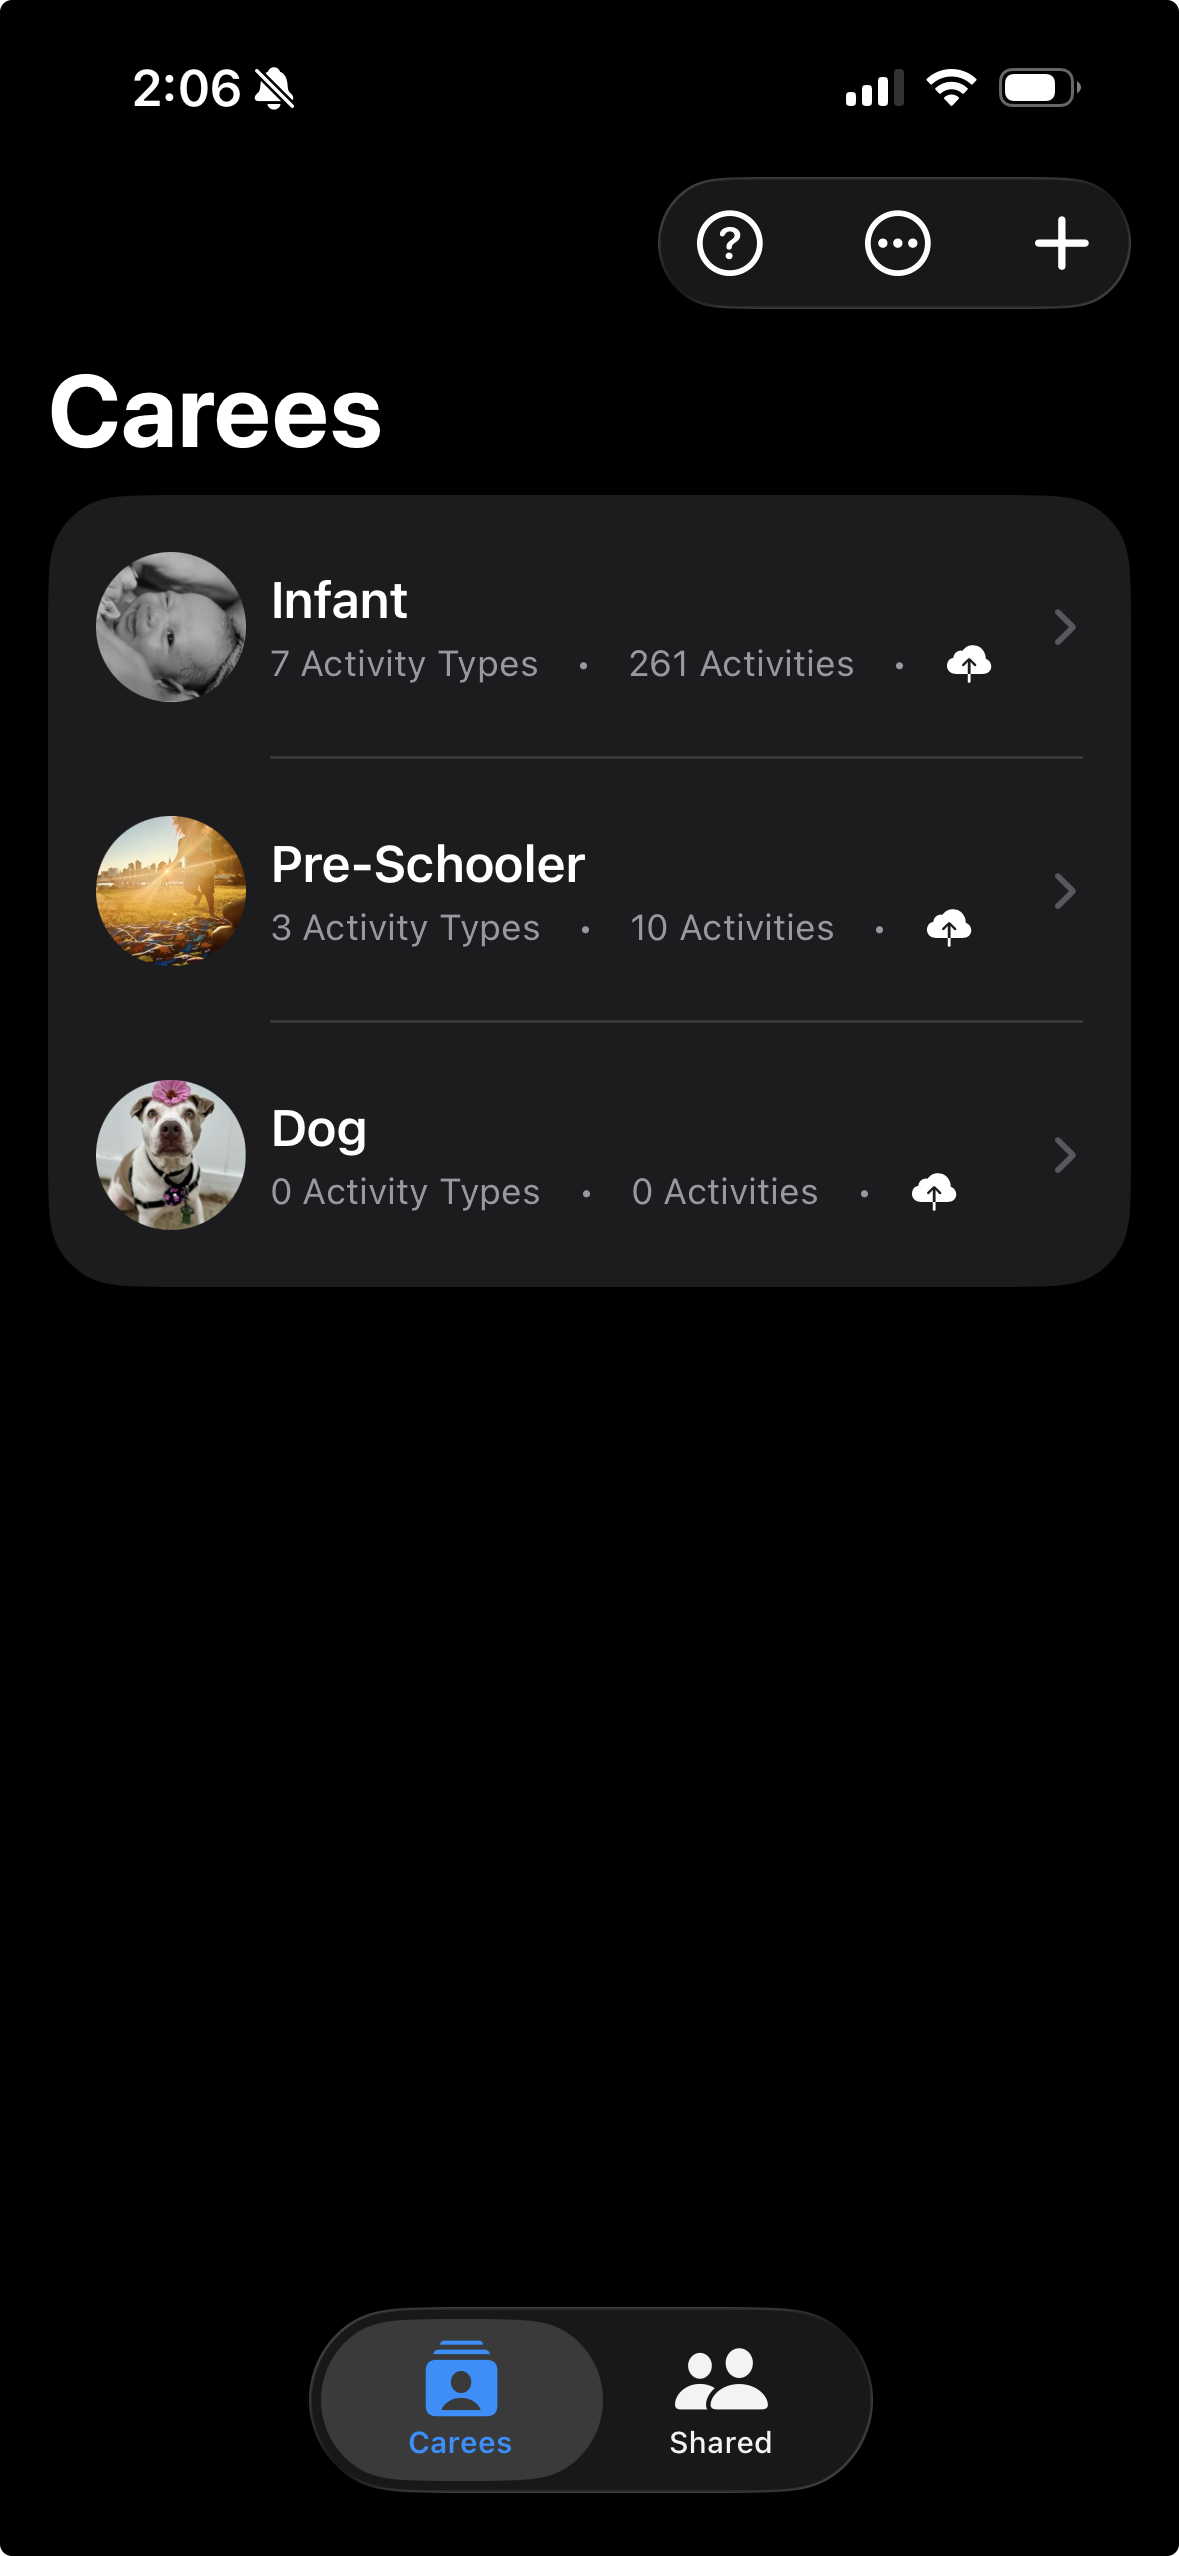 2:06
Carees
Infant
7 Activity Types • 261 Activities •
Pre-Schooler
3 Activity Types • 10 Activities •
Dog
0 Activity Types • 0 Activities •
Carees
Shared